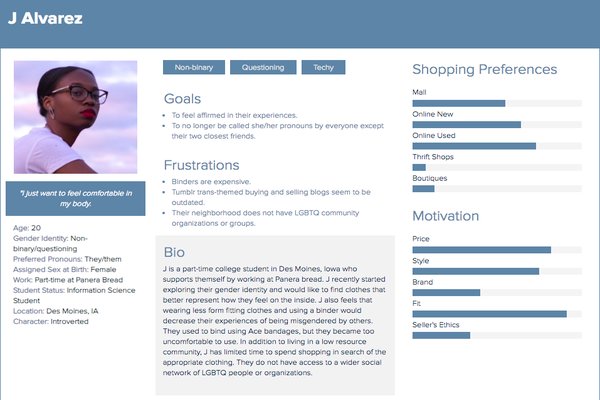 J Alvarez
"I just want to feel comfortable in
my body.
Age: 20
Gender Identity: Non-
binary/questioning
Preferred Pronouns: They/them
Assigned Sex at Birth: Female
Work: Part-time at Panera Bread
Student Status: Information Science
Student
Location: Des Moines, IA
Character: Introverted
Non-binary Questioning Techy
Goals
• To feel affirmed in their experiences.
• To no longer be called she/her pronouns by everyone except
their two closest friends.
Frustrations
• Binders are expensive.
• Tumblr trans-themed buying and selling blogs seem to be
outdated.
• Their neighborhood does not have LGBTQ community
organizations or groups.
Bio
J is a part-time college student in Des Moines, Iowa who
supports themself by working at Panera bread. J recently started
exploring their gender identity and would like to find clothes that
better represent how they feel on the inside. J also feels that
wearing less form fitting clothes and using a binder would
decrease their experiences of being misgendered by others.
They used to bind using Ace bandages, but they became too
uncomfortable to use. In addition to living in a low resource
community, J has limited time to spend shopping in search of the
appropriate clothing. They do not have access to a wider social
network of LGBTQ people or organizations.
Shopping Preferences
Mall
Online New
Online Used
Thrift Shops
Boutiques
Motivation
Price
Style
Brand
Fit
Seller's Ethics